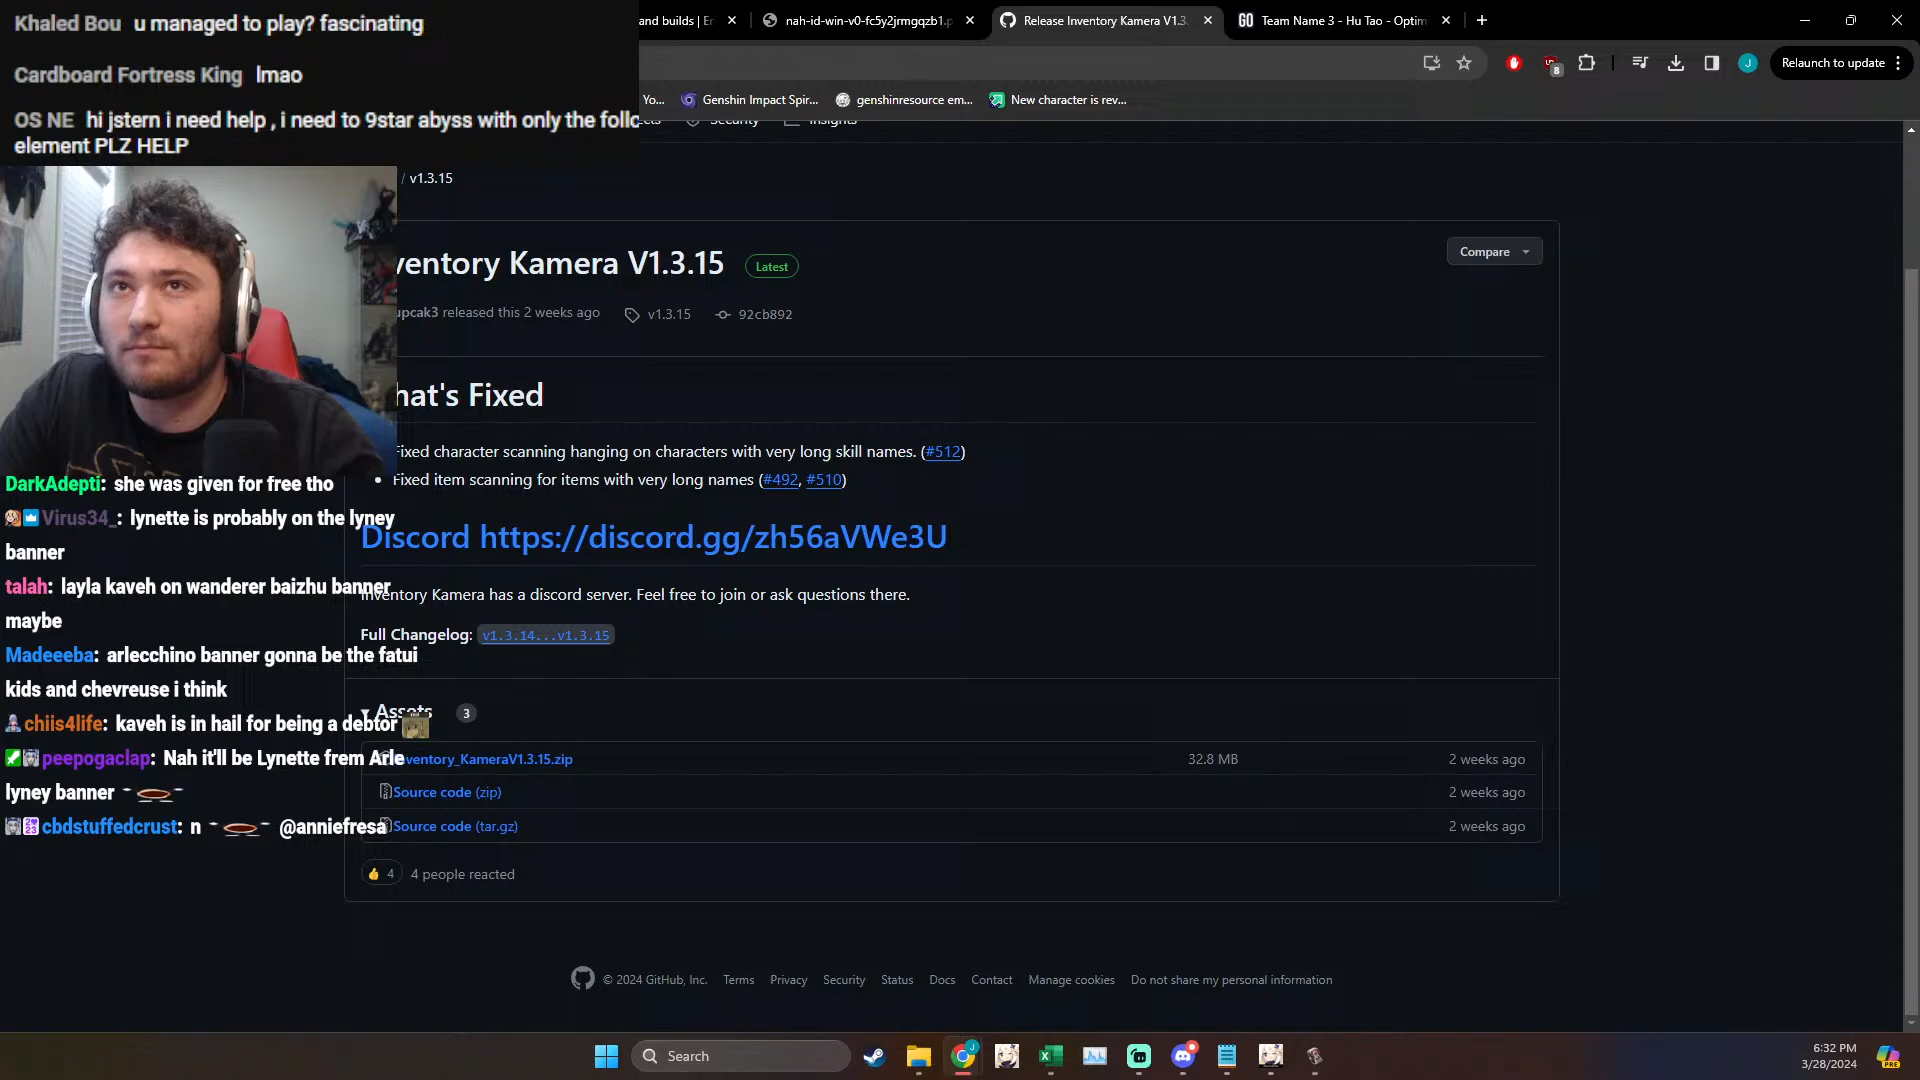 Khaled Bou u managed to play? fascinating
Cardboard Fortress King lmao
OS NE hi jstern i need help , i need to 9star abyss with only the
element PLZ HELP
and builds |
nah-id-win-v0-fc5y2jrmgqzb1.p
Release Inventory Kamera V1.3.
Team Name 3 - Hu Tao - Optim
8
J
Relaunch to update
Yo...
Genshin Impact Spir...
genshinresource em...
New character is rev...
Security
Insights
/ v1.3.15
ventory Kamera V1.3.15
Latest
Compare
upcak3 released this 2 weeks ago
v1.3.15
92cb892
hat's Fixed
Fixed character scanning hanging on characters with very long skill names. (#512)
Fixed item scanning for items with very long names (#492, #510)
Discord https://discord.gg/zh56aVWe3U
Inventory Kamera has a discord server. Feel free to join or ask questions there.
Full Changelog: v1.3.14...v1.3.15
Assets 3
Inventory_KameraV1.3.15.zip
32.8 MB
2 weeks ago
Source code (zip)
2 weeks ago
Source code (tar.gz)
2 weeks ago
4
4 people reacted
DarkAdepti: she was given for free tho
Virus34_: lynette is probably on the lyney
banner
talah: layla kaveh on wanderer baizhu banner
maybe
Madeeeba: arlecchino banner gonna be the fatui
kids and chevreuse i think
chiis4life: kaveh is in hail for being a debtor
peepogaclap: Nah it'll be Lynette frem Arle
lyney banner
cbdstuffedcrust: n @anniefresa
© 2024 GitHub, Inc.
Terms
Privacy
Security
Status
Docs
Contact
Manage cookies
Do not share my personal information
Search
6:32 PM
3/28/2024